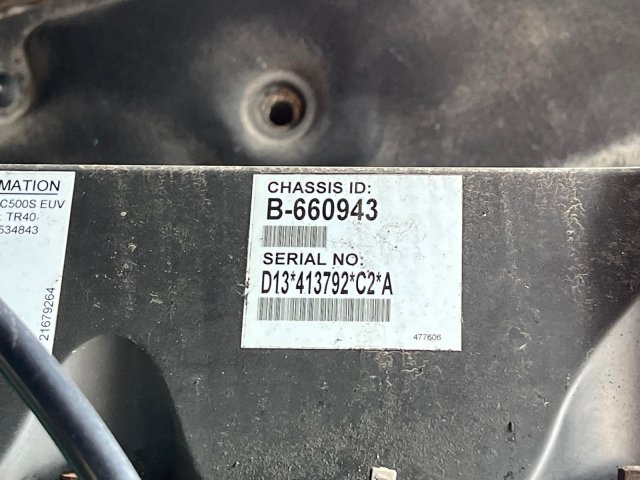 MATION
C500S EUV
TR40
534843
21679264
CHASSIS ID:
B-660943
SERIAL NO:
D13*413792*C2*A
477606